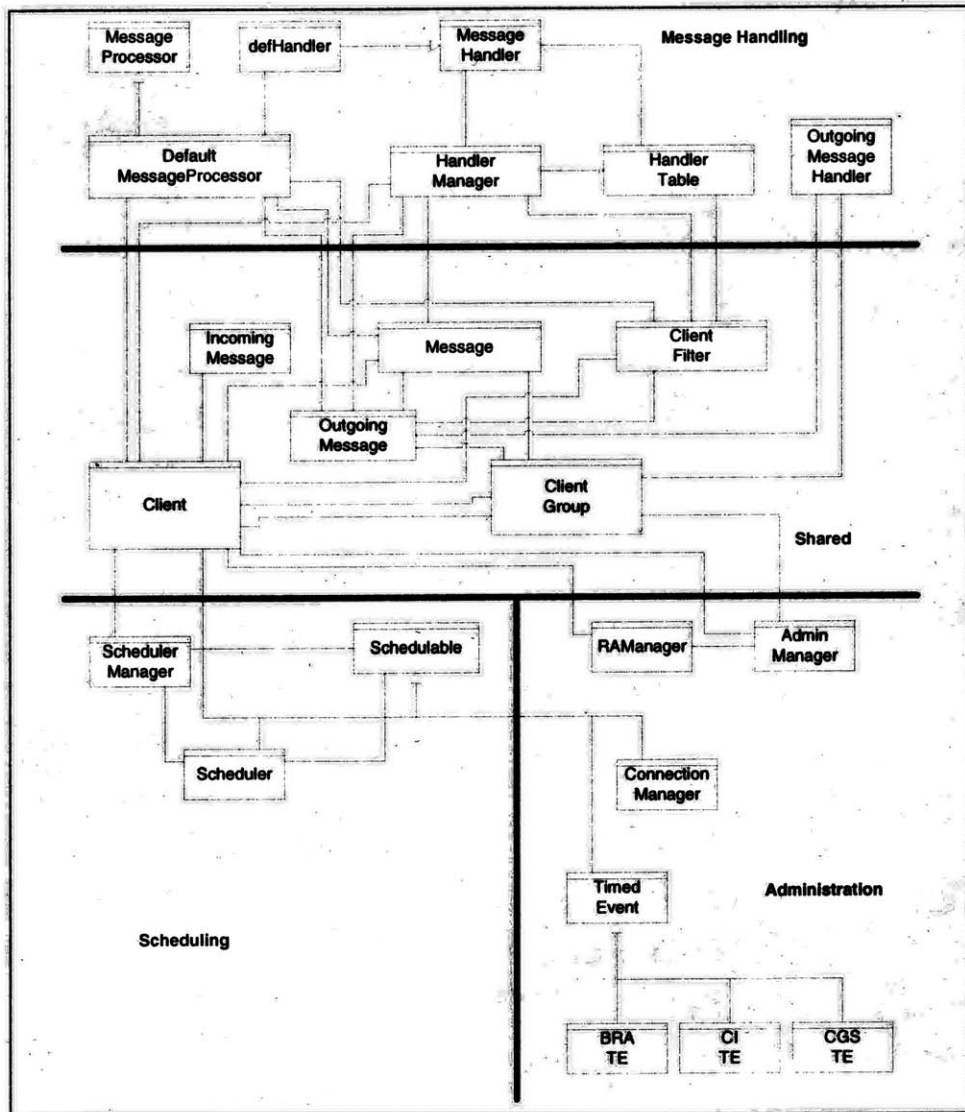 Message
Processor
defHandler
Message
Handler
Message Handling
Default
MessageProcessor
Handler
Manager
Handler
Table
Outgoing
Message
Handler
Incoming
Message
Message
Client
Filter
Outgoing
Message
Client
Client
Group
Shared
Scheduler
Manager
Schedulable
RAManager
Admin
Manager
Scheduler
Connection
Manager
Timed
Event
Administration
Scheduling
BRA
TE
CI
TE
CGS
TE